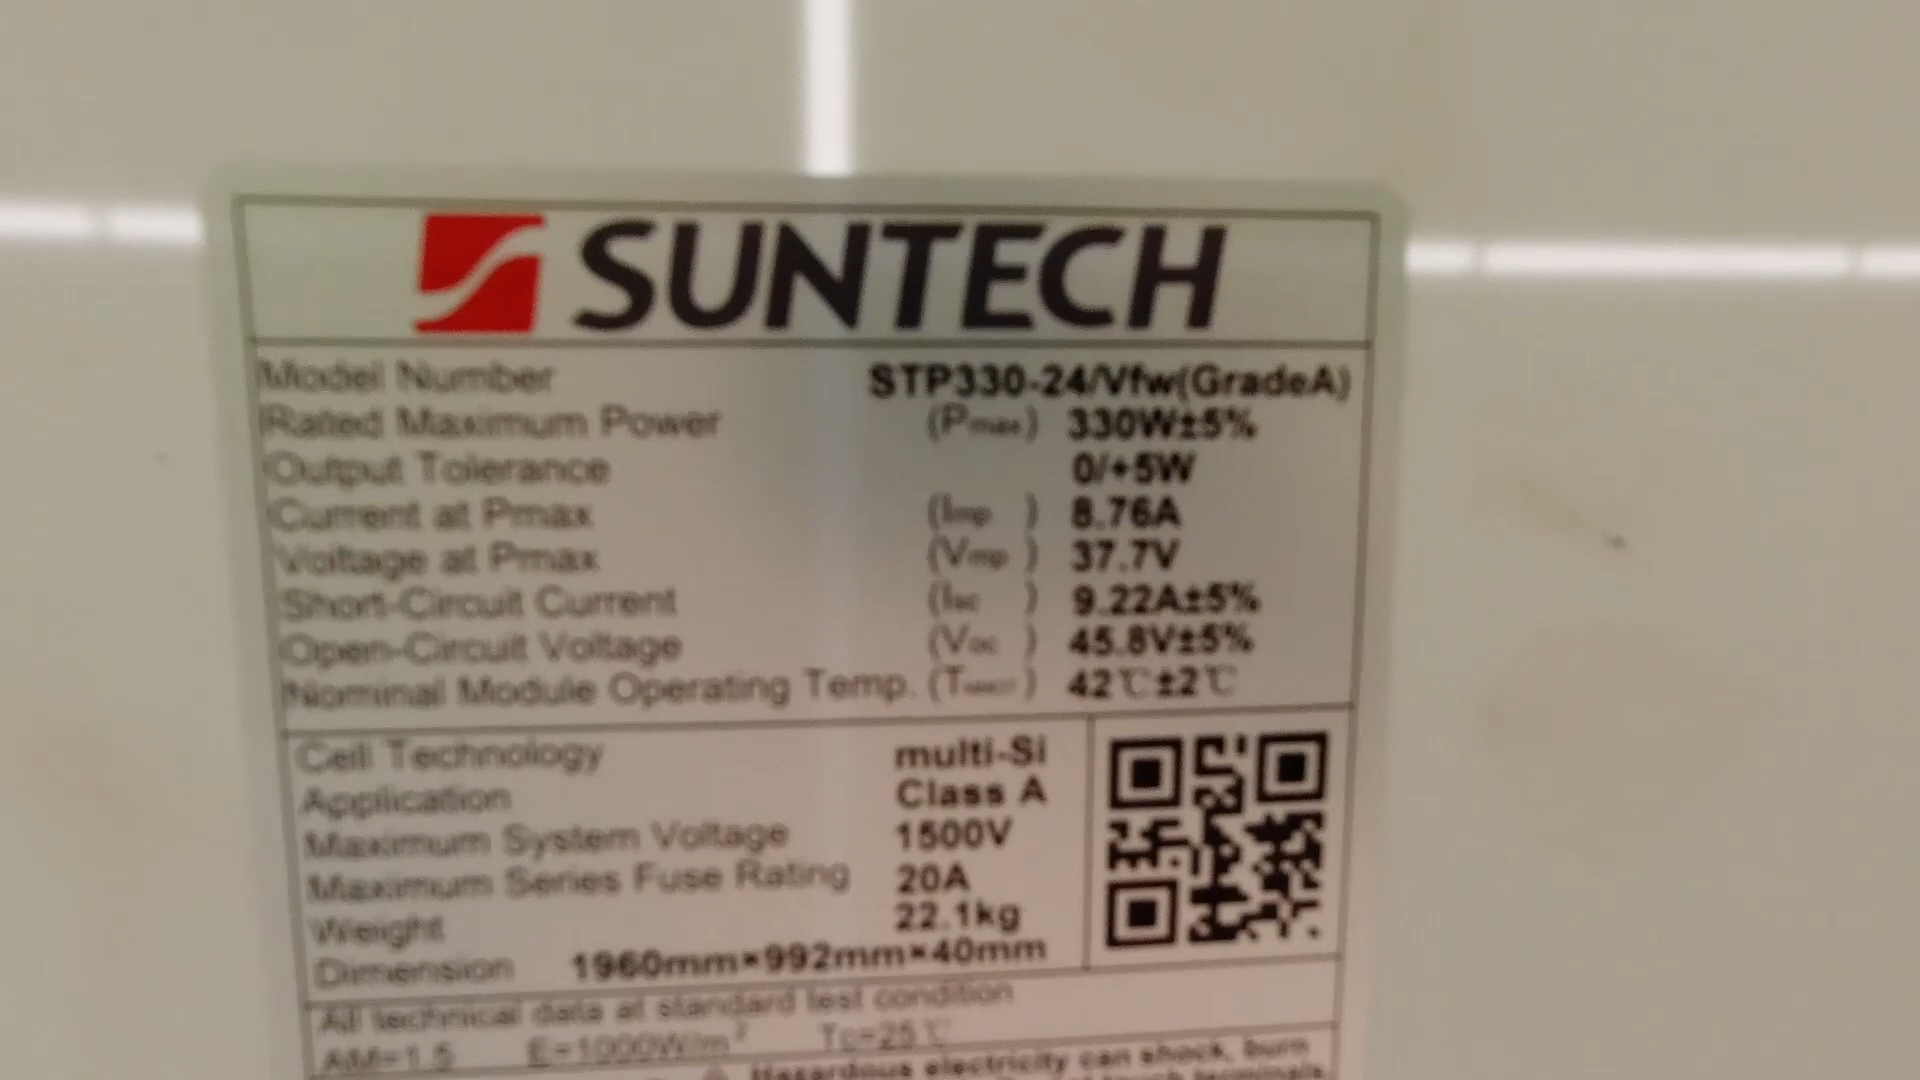 SUNTECH
Model Number STP330-24/Vfw(GradeA)
Rated Maximum Power (Pmax) 330W±5%
Output Tolerance 0/+5W
Current at Pmax (Imp ) 8.76A
Voltage at Pmax (Vmp ) 37.7V
Short-Circuit Current (Isc ) 9.22A±5%
Open-Circuit Voltage (Voc ) 45.8V±5%
Nominal Module Operating Temp. 42℃±2℃
Cell Technology multi-Si
Application Class A
Maximum System Voltage 1500V
Maximum Series Fuse Rating 20A
Weight 22.1kg
Dimension 1960mm×992mm×40mm
All technical data at standard test condition
AM=1.5 E=1000W/m² Tc=25℃
Hazardous electricity can shock, burn
touch terminals.